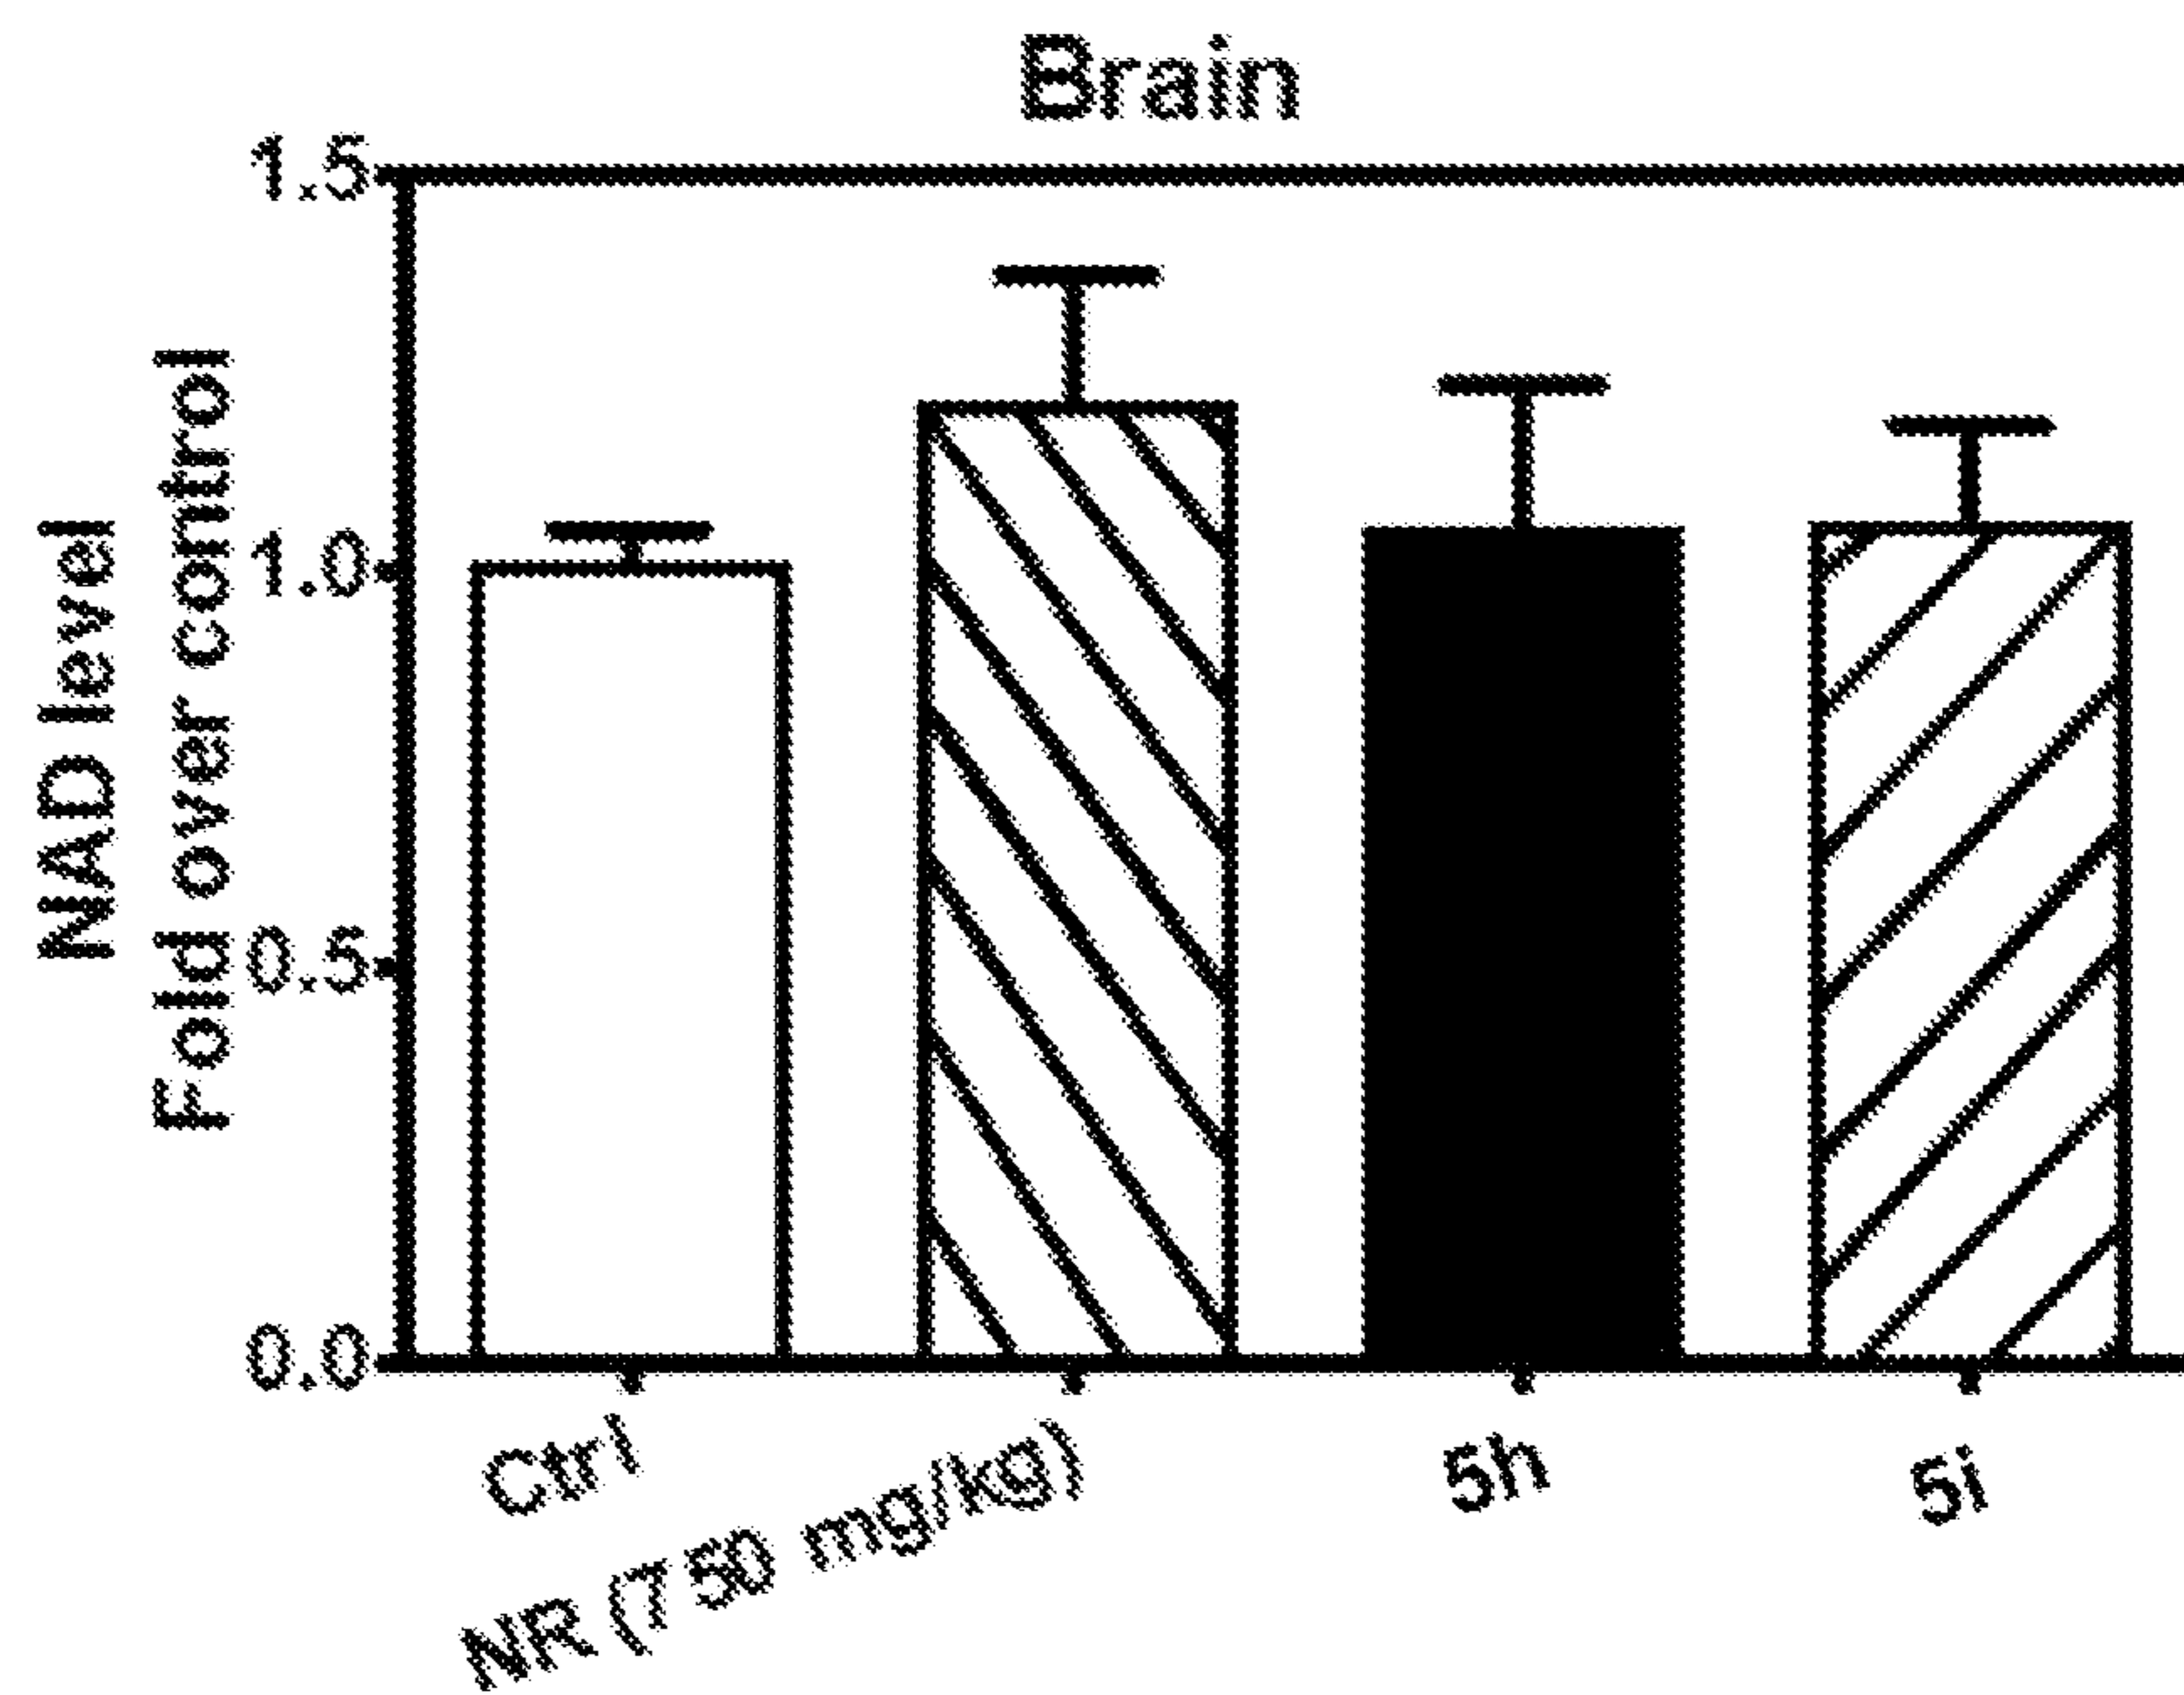 Brain
NAD level
Fold over control
1.5
1.0
0.5
0.0
Ctrl
NR (750 mg/kg)
5h
5i